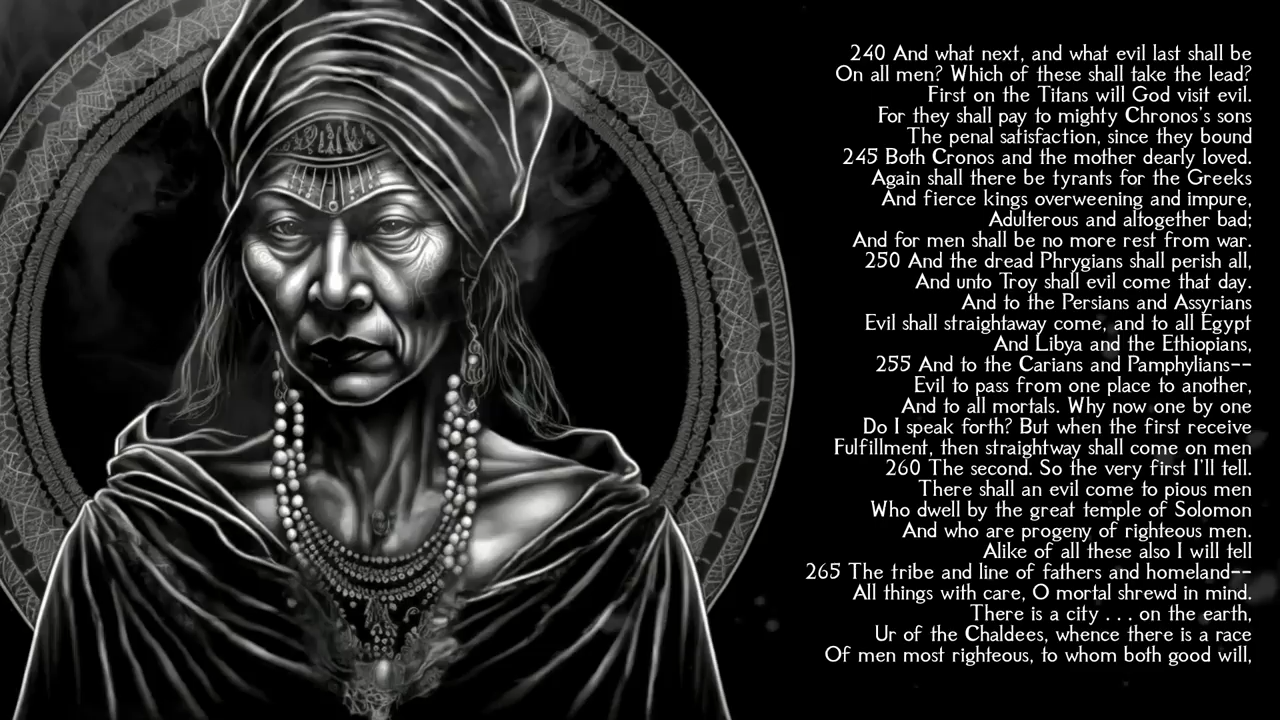 240 And what next, and what evil last shall be
On all men? Which of these shall take the lead?
First on the Titans will God visit evil.
For they shall pay to mighty Chronos's sons
The penal satisfaction, since they bound
245 Both Cronos and the mother dearly loved.
Again shall there be tyrants for the Greeks
And fierce kings overweening and impure,
Adulterous and altogether bad;
And for men shall be no more rest from war.
250 And the dread Phrygians shall perish all,
And unto Troy shall evil come that day.
And to the Persians and Assyrians
Evil shall straightaway come, and to all Egypt
And Libya and the Ethiopians,
255 And to the Carians and Pamphylians--
Evil to pass from one place to another,
And to all mortals. Why now one by one
Do I speak forth? But when the first receive
Fulfillment, then straightway shall come on men
260 The second. So the very first I'll tell.
There shall an evil come to pious men
Who dwell by the great temple of Solomon
And who are progeny of righteous men.
Alike of all these also I will tell
265 The tribe and line of fathers and homeland--
All things with care, O mortal shrewd in mind.
There is a city . . . on the earth,
Ur of the Chaldees, whence there is a race
Of men most righteous, to whom both good will,